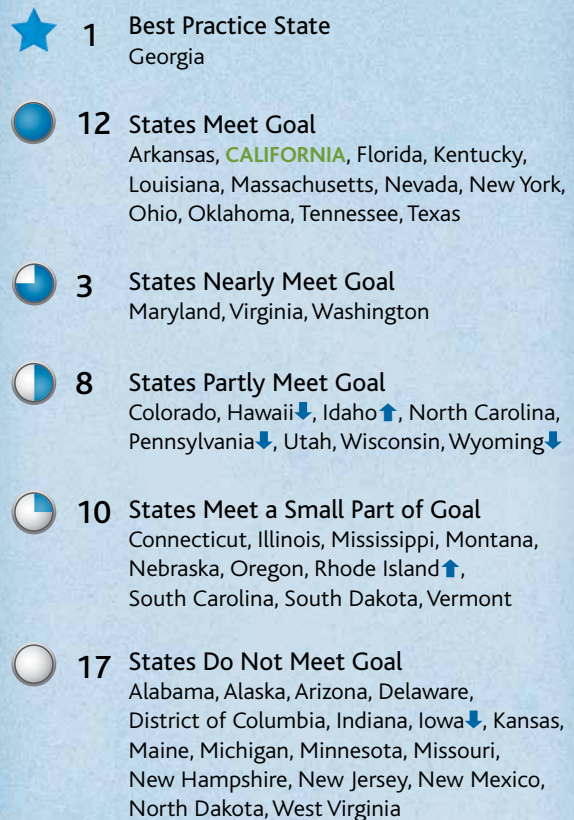 1 Best Practice State
Georgia
12 States Meet Goal
Arkansas, CALIFORNIA, Florida, Kentucky,
Louisiana, Massachusetts, Nevada, New York,
Ohio, Oklahoma, Tennessee, Texas
3 States Nearly Meet Goal
Maryland, Virginia, Washington
8 States Partly Meet Goal
Colorado, Hawaii⬇, Idaho⬆, North Carolina,
Pennsylvania⬇, Utah, Wisconsin, Wyoming⬇
10 States Meet a Small Part of Goal
Connecticut, Illinois, Mississippi, Montana,
Nebraska, Oregon, Rhode Island⬆,
South Carolina, South Dakota, Vermont
17 States Do Not Meet Goal
Alabama, Alaska, Arizona, Delaware,
District of Columbia, Indiana, Iowa⬇, Kansas,
Maine, Michigan, Minnesota, Missouri,
New Hampshire, New Jersey, New Mexico,
North Dakota, West Virginia